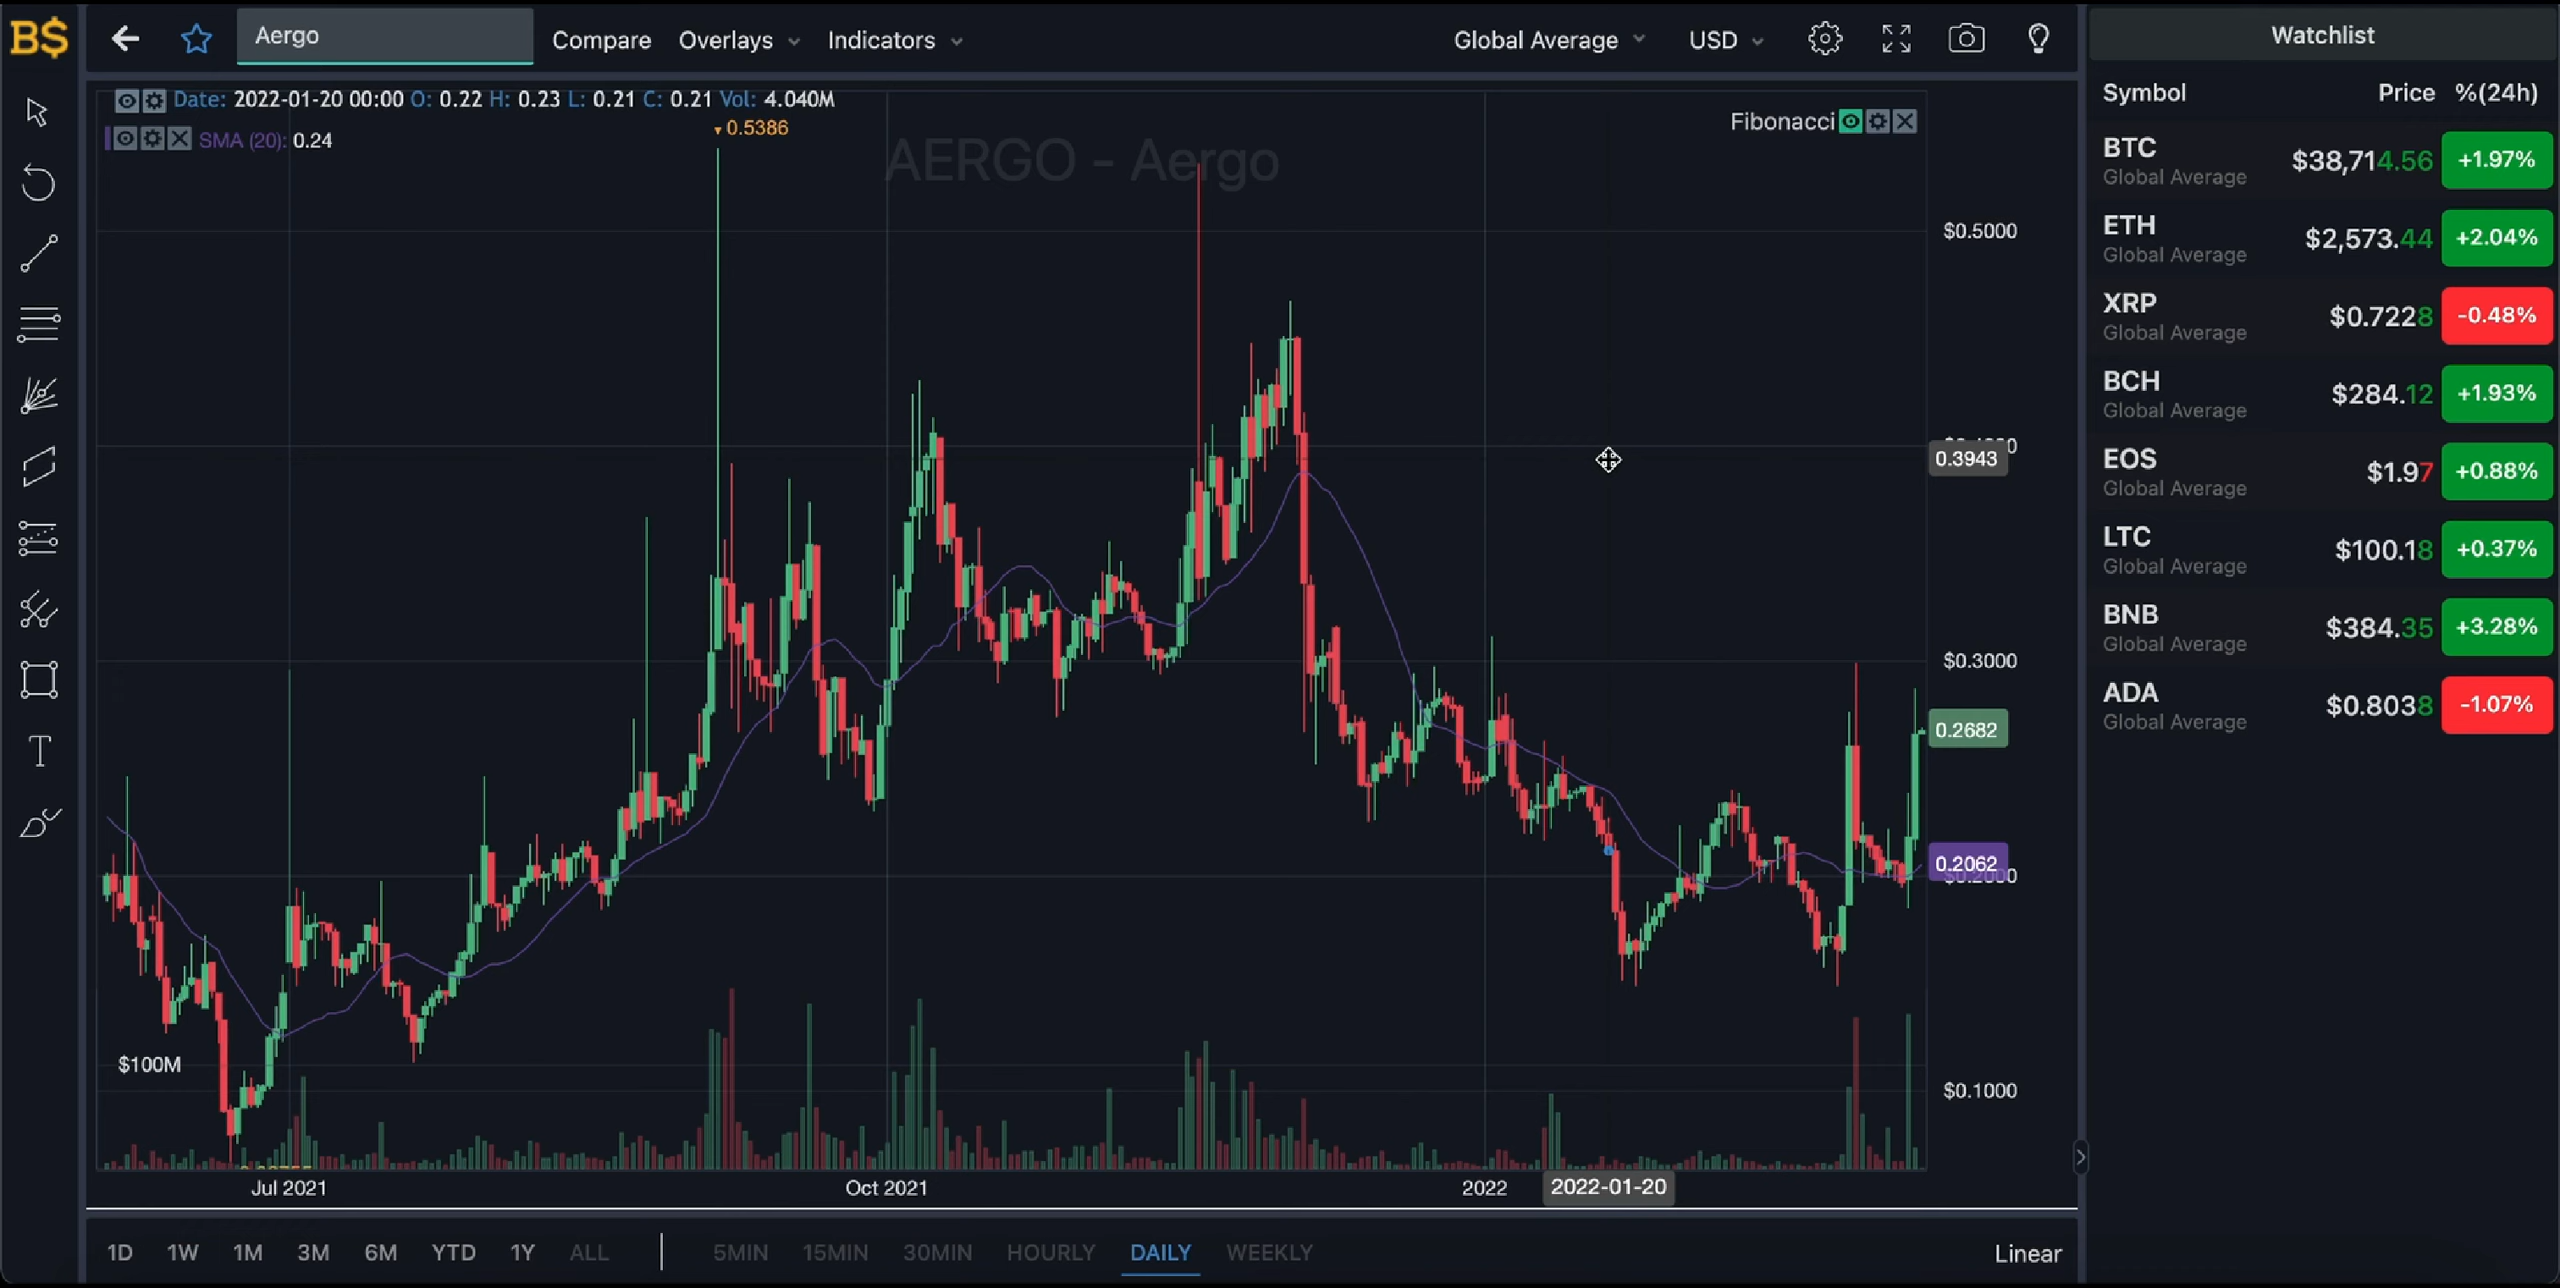 B$
Aergo
Compare
Overlays
Indicators
Global Average
USD
Watchlist
Date: 2022-01-20 00:00 O: 0.22 H: 0.23 L: 0.21 C: 0.21 Vol: 4.040M
SMA (20): 0.24
0.5386
AERGO - Aergo
Fibonacci
$0.5000
0.3943
$0.3000
0.2682
0.2062
$0.2000
$0.1000
$100M
Jul 2021
Oct 2021
2022
2022-01-20
1D 1W 1M 3M 6M YTD 1Y ALL
5MIN 15MIN 30MIN HOURLY DAILY WEEKLY
Linear
Symbol Price %(24h)
BTC $38,714.56 +1.97%
Global Average
ETH $2,573.44 +2.04%
Global Average
XRP $0.7228 -0.48%
Global Average
BCH $284.12 +1.93%
Global Average
EOS $1.97 +0.88%
Global Average
LTC $100.18 +0.37%
Global Average
BNB $384.35 +3.28%
Global Average
ADA $0.8038 -1.07%
Global Average